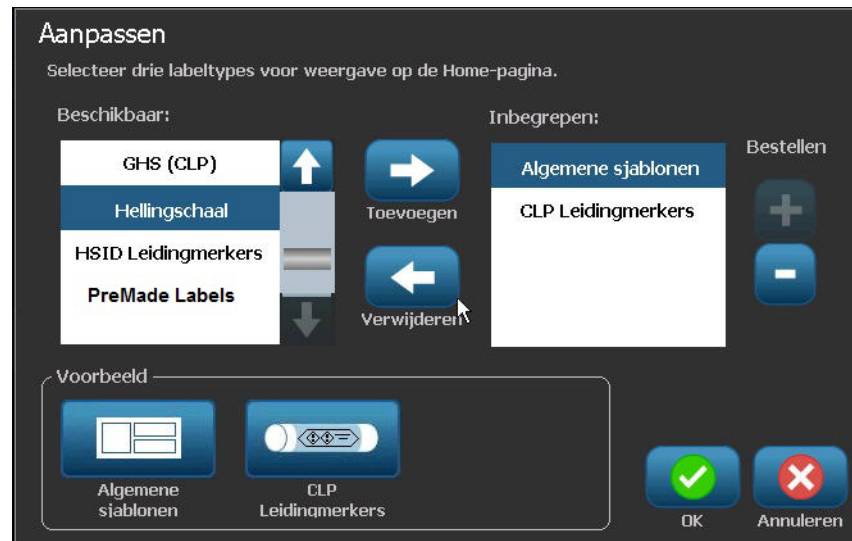 Aanpassen
Selecteer drie labeltypes voor weergave op de Home-pagina.
Beschikbaar:
GHS (CLP)
Hellingschaal
HSID Leidingmerkers
PreMade Labels
Toevoegen
Verwijderen
Inbegrepen:
Algemene sjablonen
CLP Leidingmerkers
Bestellen
Voorbeeld
Algemene
sjablonen
CLP
Leidingmerkers
OK
Annuleren